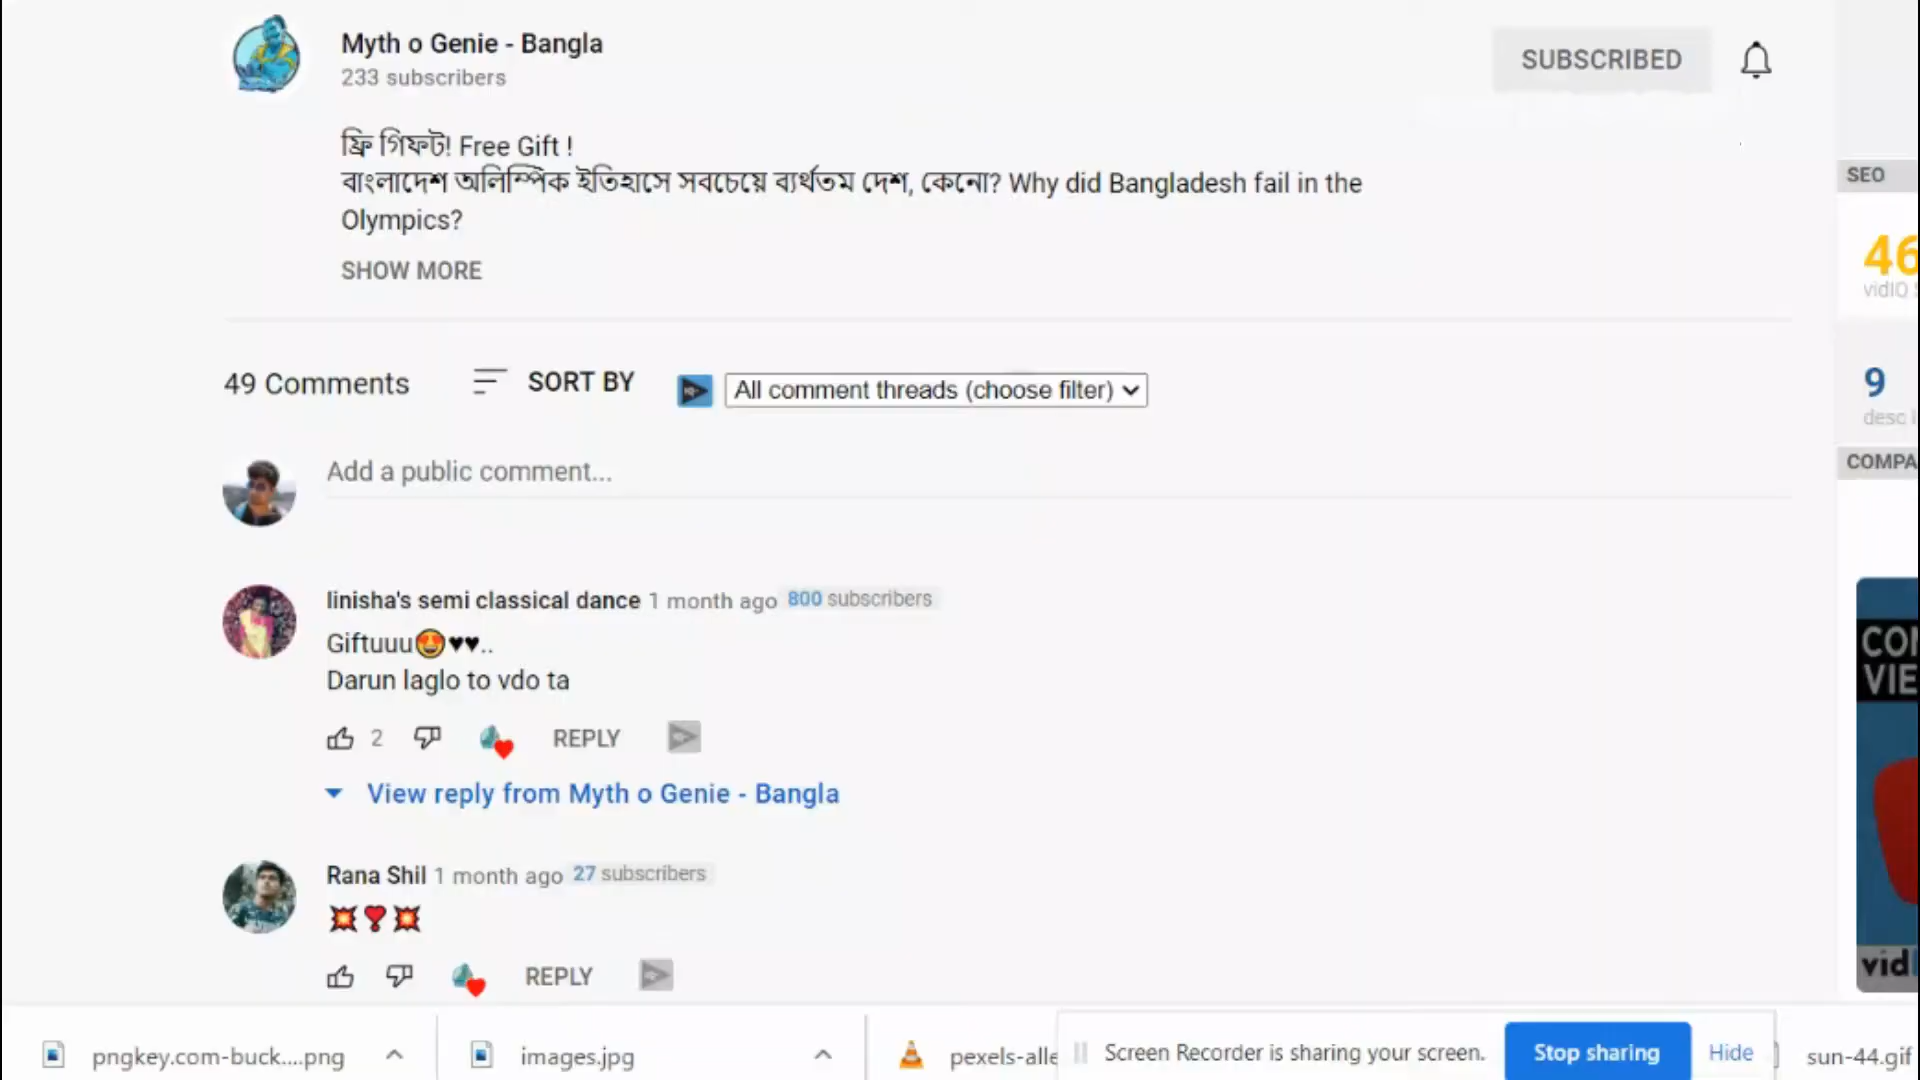 Myth o Genie - Bangla
233 subscribers
SUBSCRIBED
ফ্রি গিফট! Free Gift !
বাংলাদেশ অলিম্পিক ইতিহাসে সবচেয়ে ব্যর্থতম দেশ, কেনো? Why did Bangladesh fail in the
Olympics?
SHOW MORE
SEO
46
vidIQ
9
desc
49 Comments
SORT BY
All comment threads (choose filter)
COMPA
Add a public comment...
linisha's semi classical dance 1 month ago 800 subscribers
Giftuuu😍♥♥..
Darun laglo to vdo ta
2 REPLY
View reply from Myth o Genie - Bangla
CO
VIE
Rana Shil 1 month ago 27 subscribers
💥❣💥
REPLY
vid
pngkey.com-buck....png
images.jpg
pexels-alle
Screen Recorder is sharing your screen.
Stop sharing
Hide
sun-44.gif